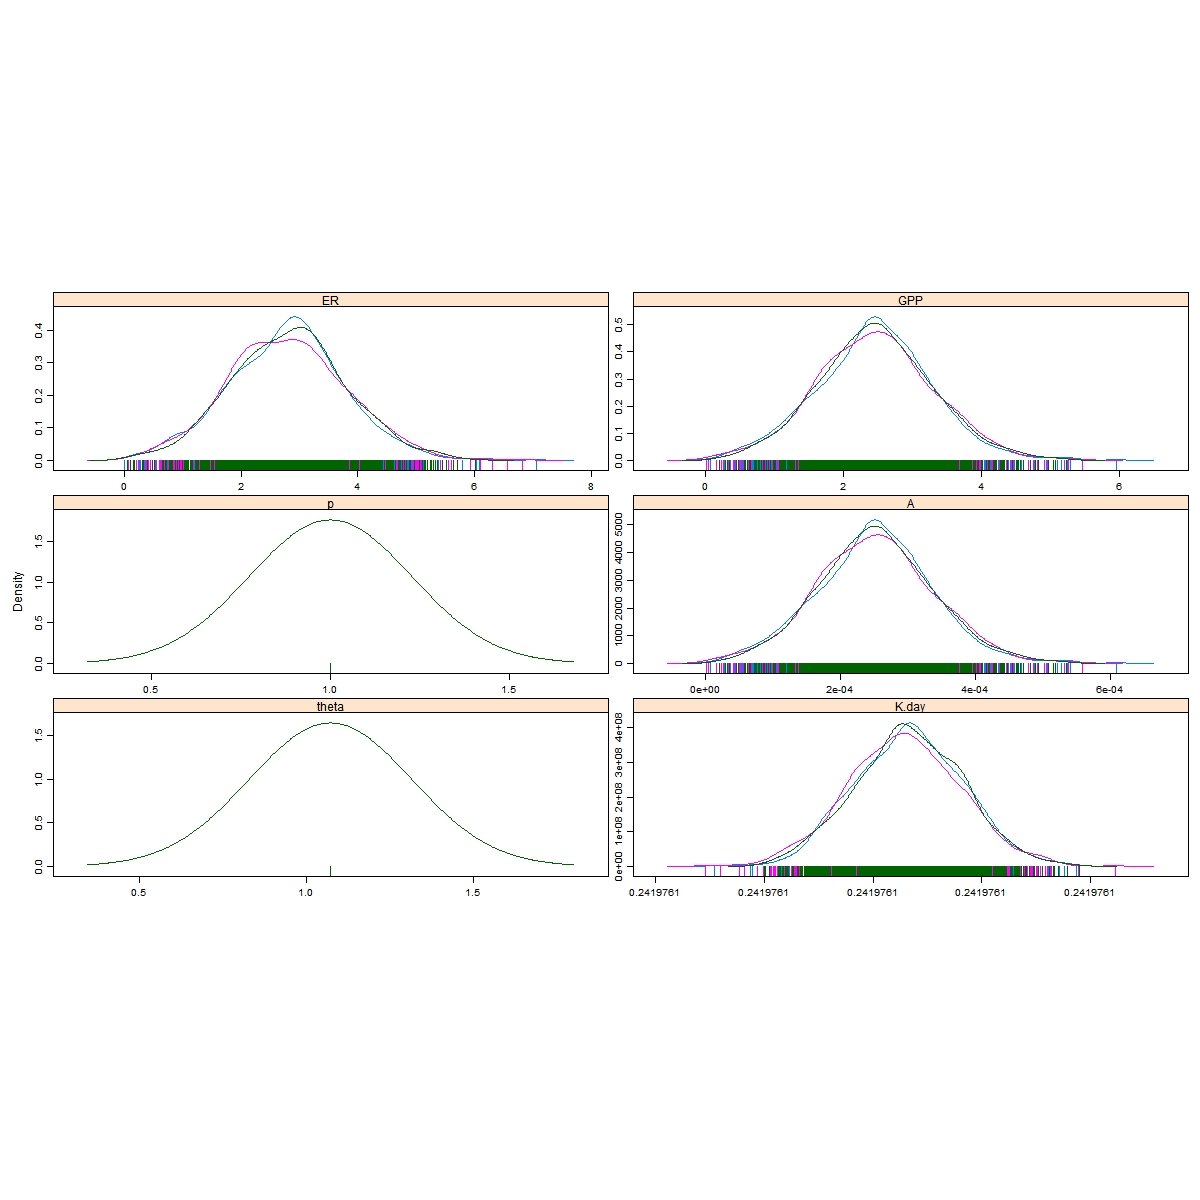 ER
GPP
0.0 0.1 0.2 0.3 0.4
0.0 0.1 0.2 0.3 0.4 0.5
0 2 4 6 8
0 2 4 6
p
A
Density
0.0 0.5 1.0 1.5
0 1000 2000 3000 4000 5000
0.5 1.0 1.5
0e+00 2e-04 4e-04 6e-04
theta
K.day
0.0 0.5 1.0 1.5
0e+00 1e+08 2e+08 3e+08 4e+08
0.5 1.0 1.5
0.2419761 0.2419761 0.2419761 0.2419761 0.2419761